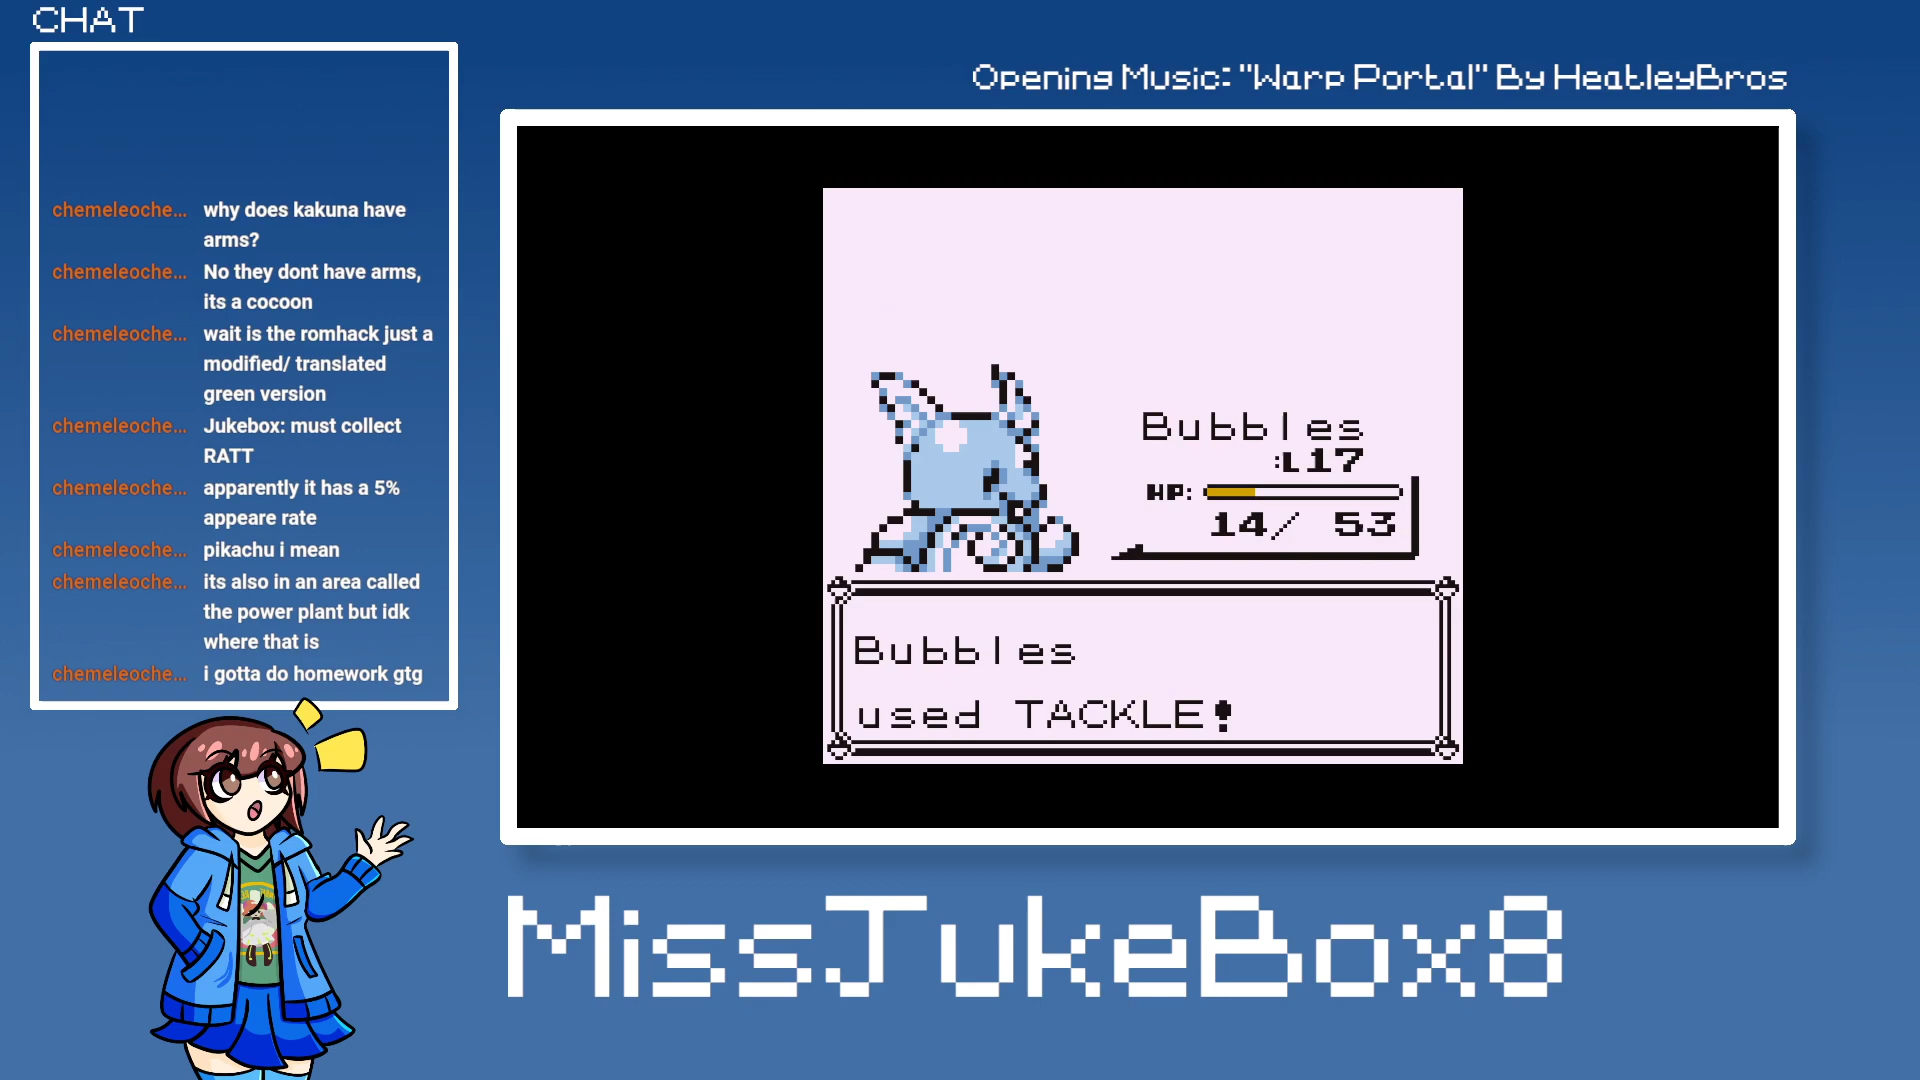 CHAT
Opening Music: "Warp Portal" By HeatleyBros
chemeleoche... why does kakuna have
arms?
chemeleoche... No they dont have arms,
its a cocoon
chemeleoche... wait is the romhack just a
modified/ translated
green version
chemeleoche... Jukebox: must collect
RATT
chemeleoche... apparently it has a 5%
appeare rate
chemeleoche... pikachu i mean
chemeleoche... its also in an area called
the power plant but idk
where that is
chemeleoche... i gotta do homework gtg
Bubbles
:L17
HP:
14/ 53
Bubbles
used TACKLE!
MissJukeBox8